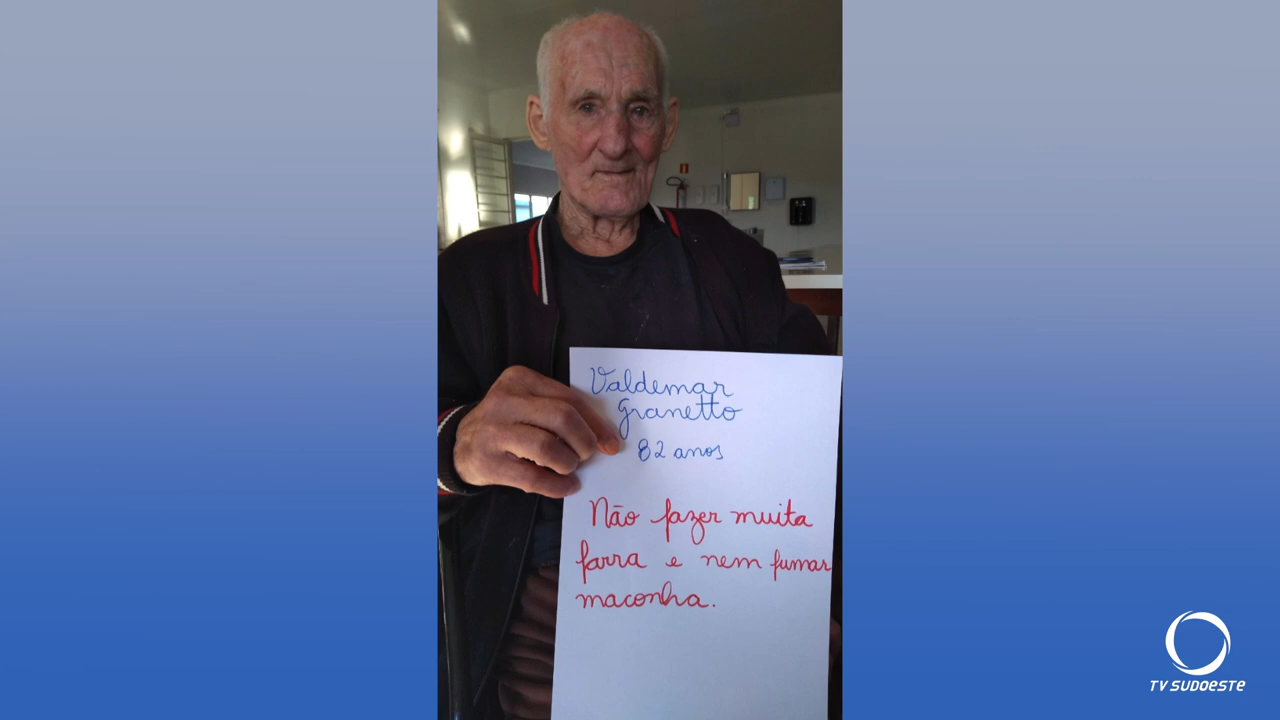 Valdemar
Granetto
82 anos
Não fazer muita
farra e nem fumar
maconha.
TV SUDOESTE